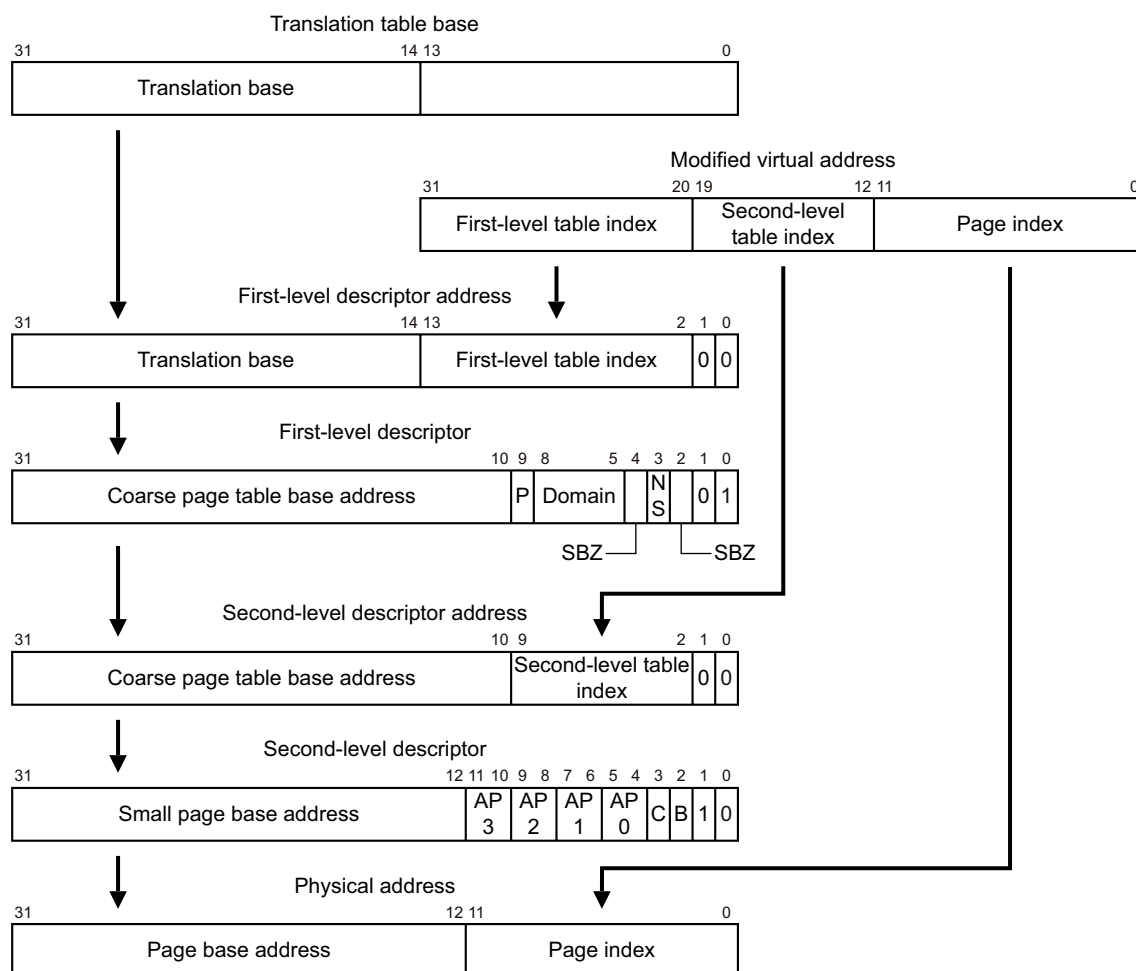 Translation table base
31 14 13 0
Translation base
Modified virtual address
31 20 19 12 11 0
First-level table index
Second-level
table index
Page index
First-level descriptor address
31 14 13 2 1 0
Translation base
First-level table index
0 0
First-level descriptor
31 10 9 8 5 4 3 2 1 0
Coarse page table base address
P
Domain
N
S
0 1
SBZ
SBZ
Second-level descriptor address
31 10 9 2 1 0
Coarse page table base address
Second-level table
index
0 0
Second-level descriptor
31 12 11 10 9 8 7 6 5 4 3 2 1 0
Small page base address
AP
3
AP
2
AP
1
AP
0
C B 1 0
Physical address
31 12 11 0
Page base address
Page index